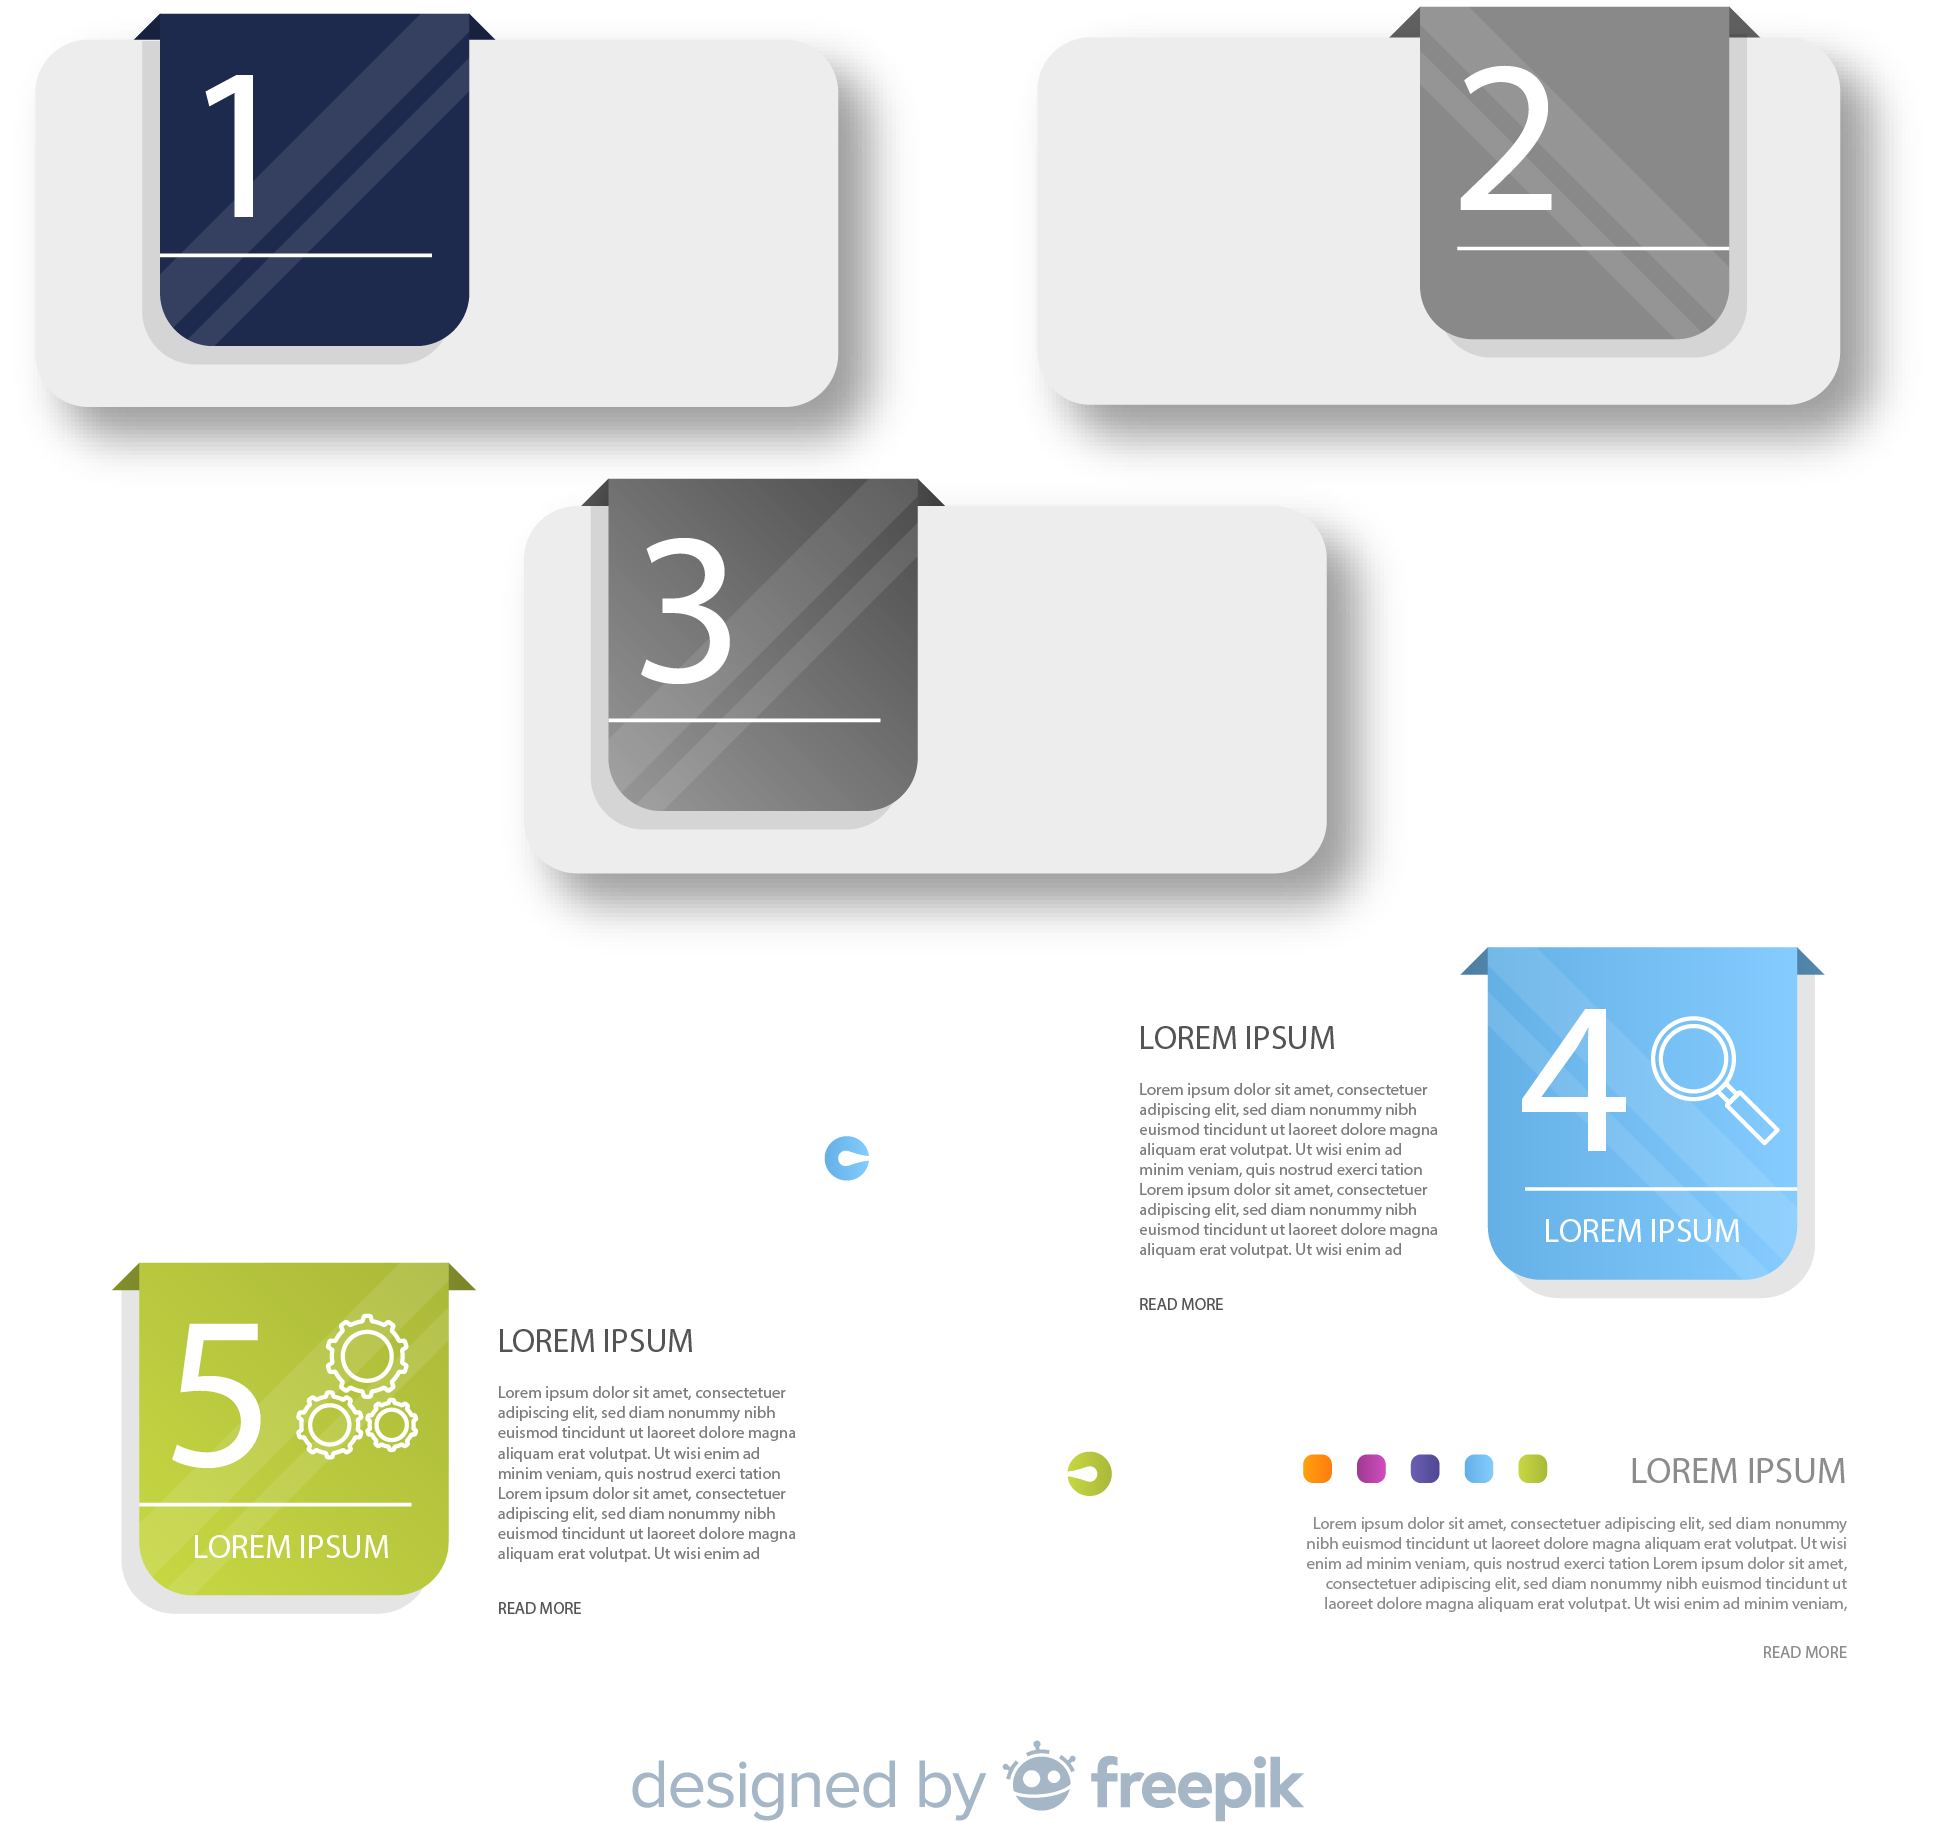 1
2
3
4
LOREM IPSUM
LOREM IPSUM
Lorem ipsum dolor sit amet, consectetuer
adipiscing elit, sed diam nonummy nibh
euismod tincidunt ut laoreet dolore magna
aliquam erat volutpat. Ut wisi enim ad
minim veniam, quis nostrud exerci tation
Lorem ipsum dolor sit amet, consectetuer
adipiscing elit, sed diam nonummy nibh
euismod tincidunt ut laoreet dolore magna
aliquam erat volutpat. Ut wisi enim ad
READ MORE
5
LOREM IPSUM
LOREM IPSUM
Lorem ipsum dolor sit amet, consectetuer
adipiscing elit, sed diam nonummy nibh
euismod tincidunt ut laoreet dolore magna
aliquam erat volutpat. Ut wisi enim ad
minim veniam, quis nostrud exerci tation
Lorem ipsum dolor sit amet, consectetuer
adipiscing elit, sed diam nonummy nibh
euismod tincidunt ut laoreet dolore magna
aliquam erat volutpat. Ut wisi enim ad
READ MORE
LOREM IPSUM
Lorem ipsum dolor sit amet, consectetuer adipiscing elit, sed diam nonummy
nibh euismod tincidunt ut laoreet dolore magna aliquam erat volutpat. Ut wisi
enim ad minim veniam, quis nostrud exerci tation Lorem ipsum dolor sit amet,
consectetuer adipiscing elit, sed diam nonummy nibh euismod tincidunt ut
laoreet dolore magna aliquam erat volutpat. Ut wisi enim ad minim veniam,
READ MORE
designed by freepik